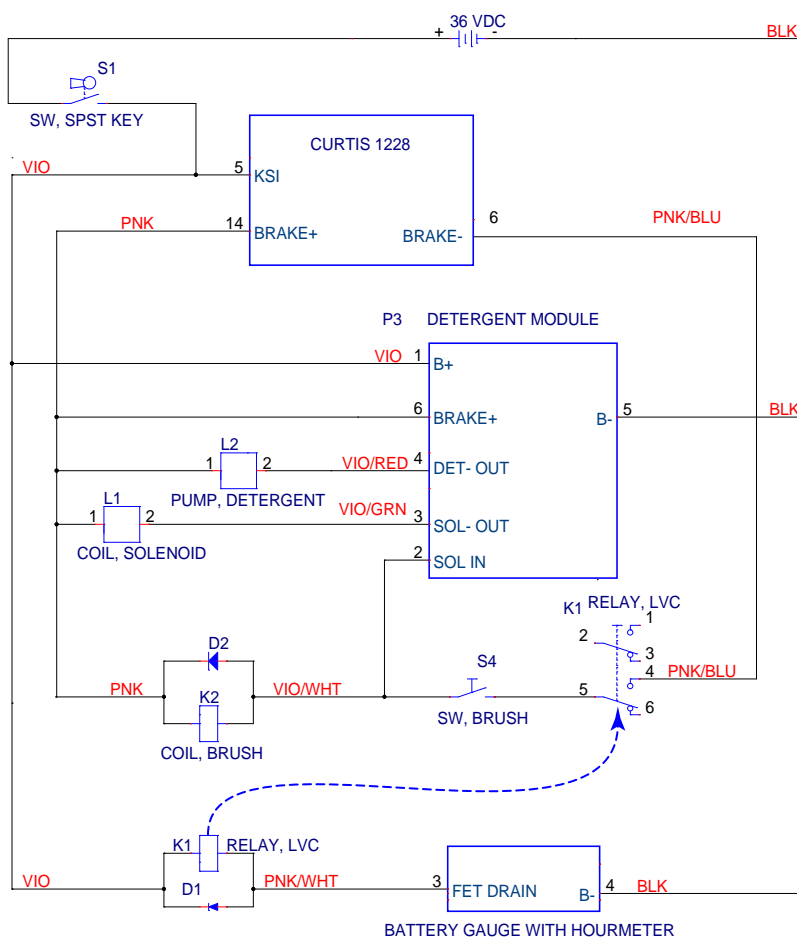 36 VDC
+ -
BLK
S1
SW, SPST KEY
CURTIS 1228
VIO 5 KSI
6
PNK/BLU
PNK 14 BRAKE+
BRAKE-
P3 DETERGENT MODULE
VIO 1 B+
6 BRAKE+
B- 5 BLK
L2
1 2 VIO/RED 4 DET- OUT
PUMP, DETERGENT
L1
VIO/GRN
1 2 3 SOL- OUT
COIL, SOLENOID
2 SOL IN
K1 RELAY, LVC
1
2
3
D2
S4
4 PNK/BLU
PNK VIO/WHT 5
K2
6
SW, BRUSH
COIL, BRUSH
K1 RELAY, LVC
VIO D1 PNK/WHT 3 FET DRAIN B- 4 BLK
BATTERY GAUGE WITH HOURMETER